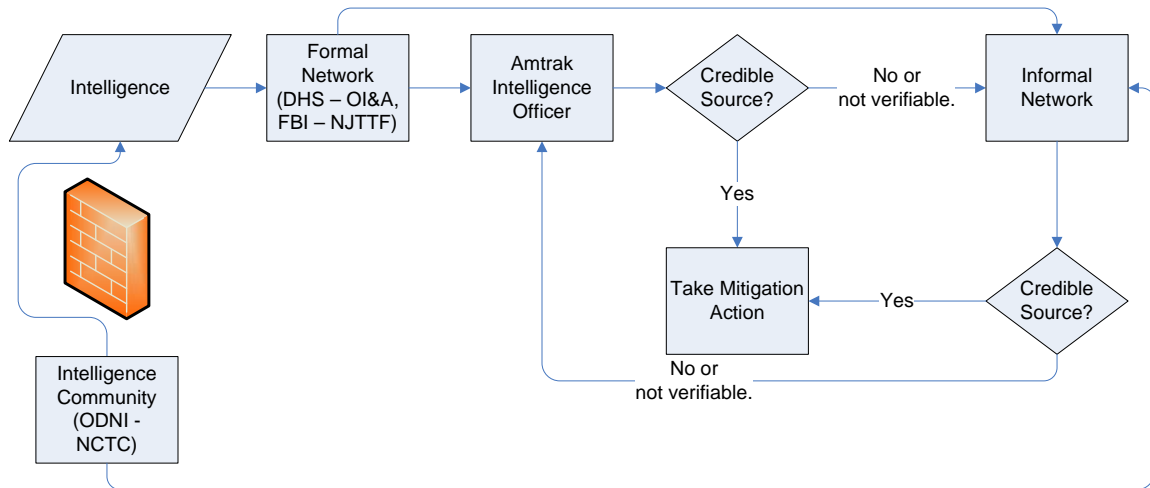 Intelligence
Formal
Network
(DHS – OI&A,
FBI – NJTTF)
Amtrak
Intelligence
Officer
Credible
Source?
No or
not verifiable.
Informal
Network
Yes
Take Mitigation
Action
Yes
Credible
Source?
No or
not verifiable.
Intelligence
Community
(ODNI -
NCTC)